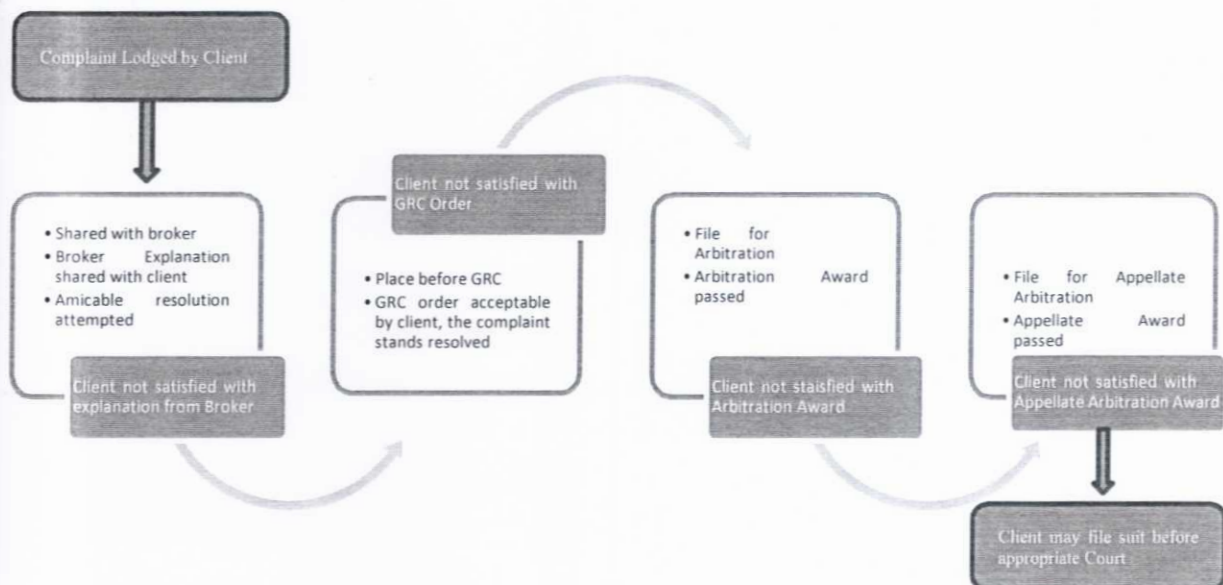 Complaint Lodged by Client
• Shared with broker
• Broker Explanation
shared with client
• Amicable resolution
attempted
Client not satisfied with
explanation from Broker
Client not satisfied with
GRC Order
• Place before GRC
• GRC order acceptable
by client, the complaint
stands resolved
• File for
Arbitration
• Arbitration Award
passed
Client not staisfied with
Arbitration Award
• File for Appellate
Arbitration
• Appellate Award
passed
Client not satisfied with
Appellate Arbitration Award
Client may file suit before
appropriate Court